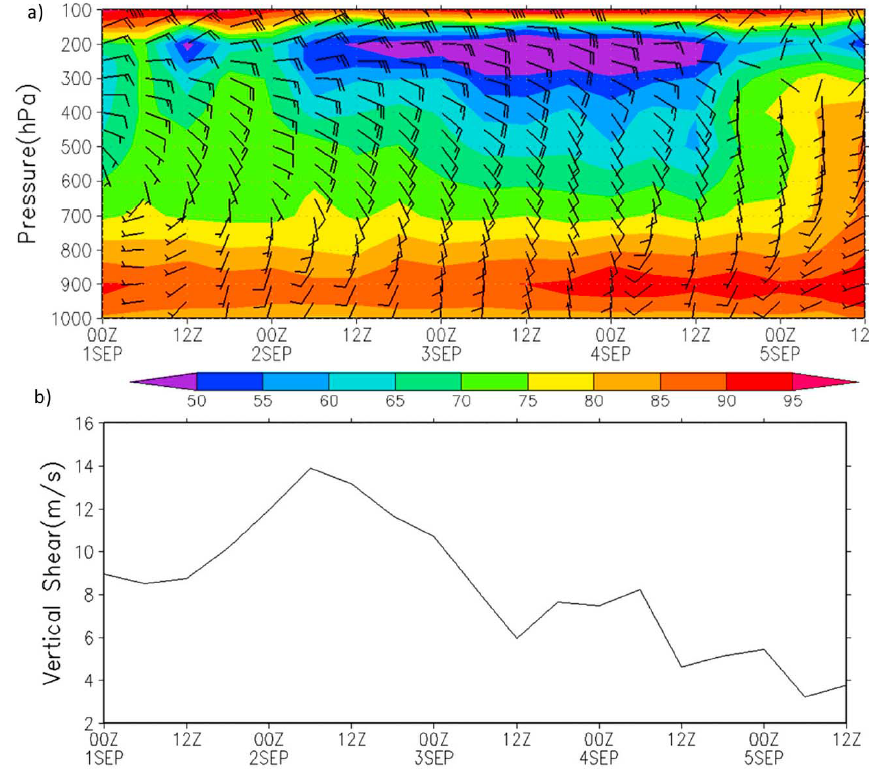 a)
Pressure(hPa)
100
200
300
400
500
600
700
800
900
1000
00Z 12Z 00Z 12Z 00Z 12Z 00Z 12Z 00Z 12
1SEP 2SEP 3SEP 4SEP 5SEP
50 55 60 65 70 75 80 85 90 95
b)
Vertical Shear(m/s)
16
14
12
10
8
6
4
2
00Z 12Z 00Z 12Z 00Z 12Z 00Z 12Z 00Z 12Z
1SEP 2SEP 3SEP 4SEP 5SEP